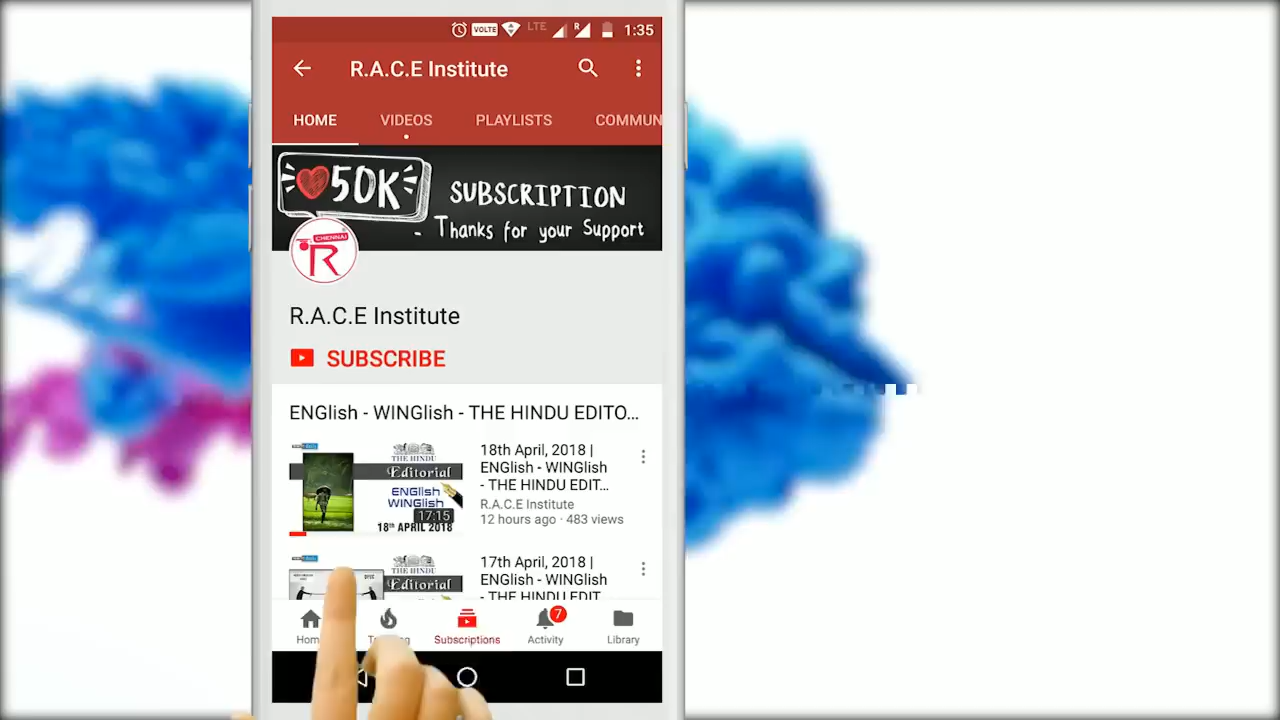 VOLTE LTE R 1:35
R.A.C.E Institute
HOME VIDEOS PLAYLISTS COMMUN
50K
SUBSCRIPTION
- Thanks for your Support
CHENNAI
R
R.A.C.E Institute
SUBSCRIBE
ENGlish - WINGlish - THE HINDU EDITO...
THE HINDU
Editorial
ENGlish
WINGlish
17:15
18th APRIL 2018
18th April, 2018 |
ENGlish - WINGlish
- THE HINDU EDIT...
R.A.C.E Institute
12 hours ago · 483 views
THE HINDU
Editorial
17th April, 2018 |
ENGlish - WINGlish
- THE HINDU EDIT
7
Hom Subscriptions Activity Library